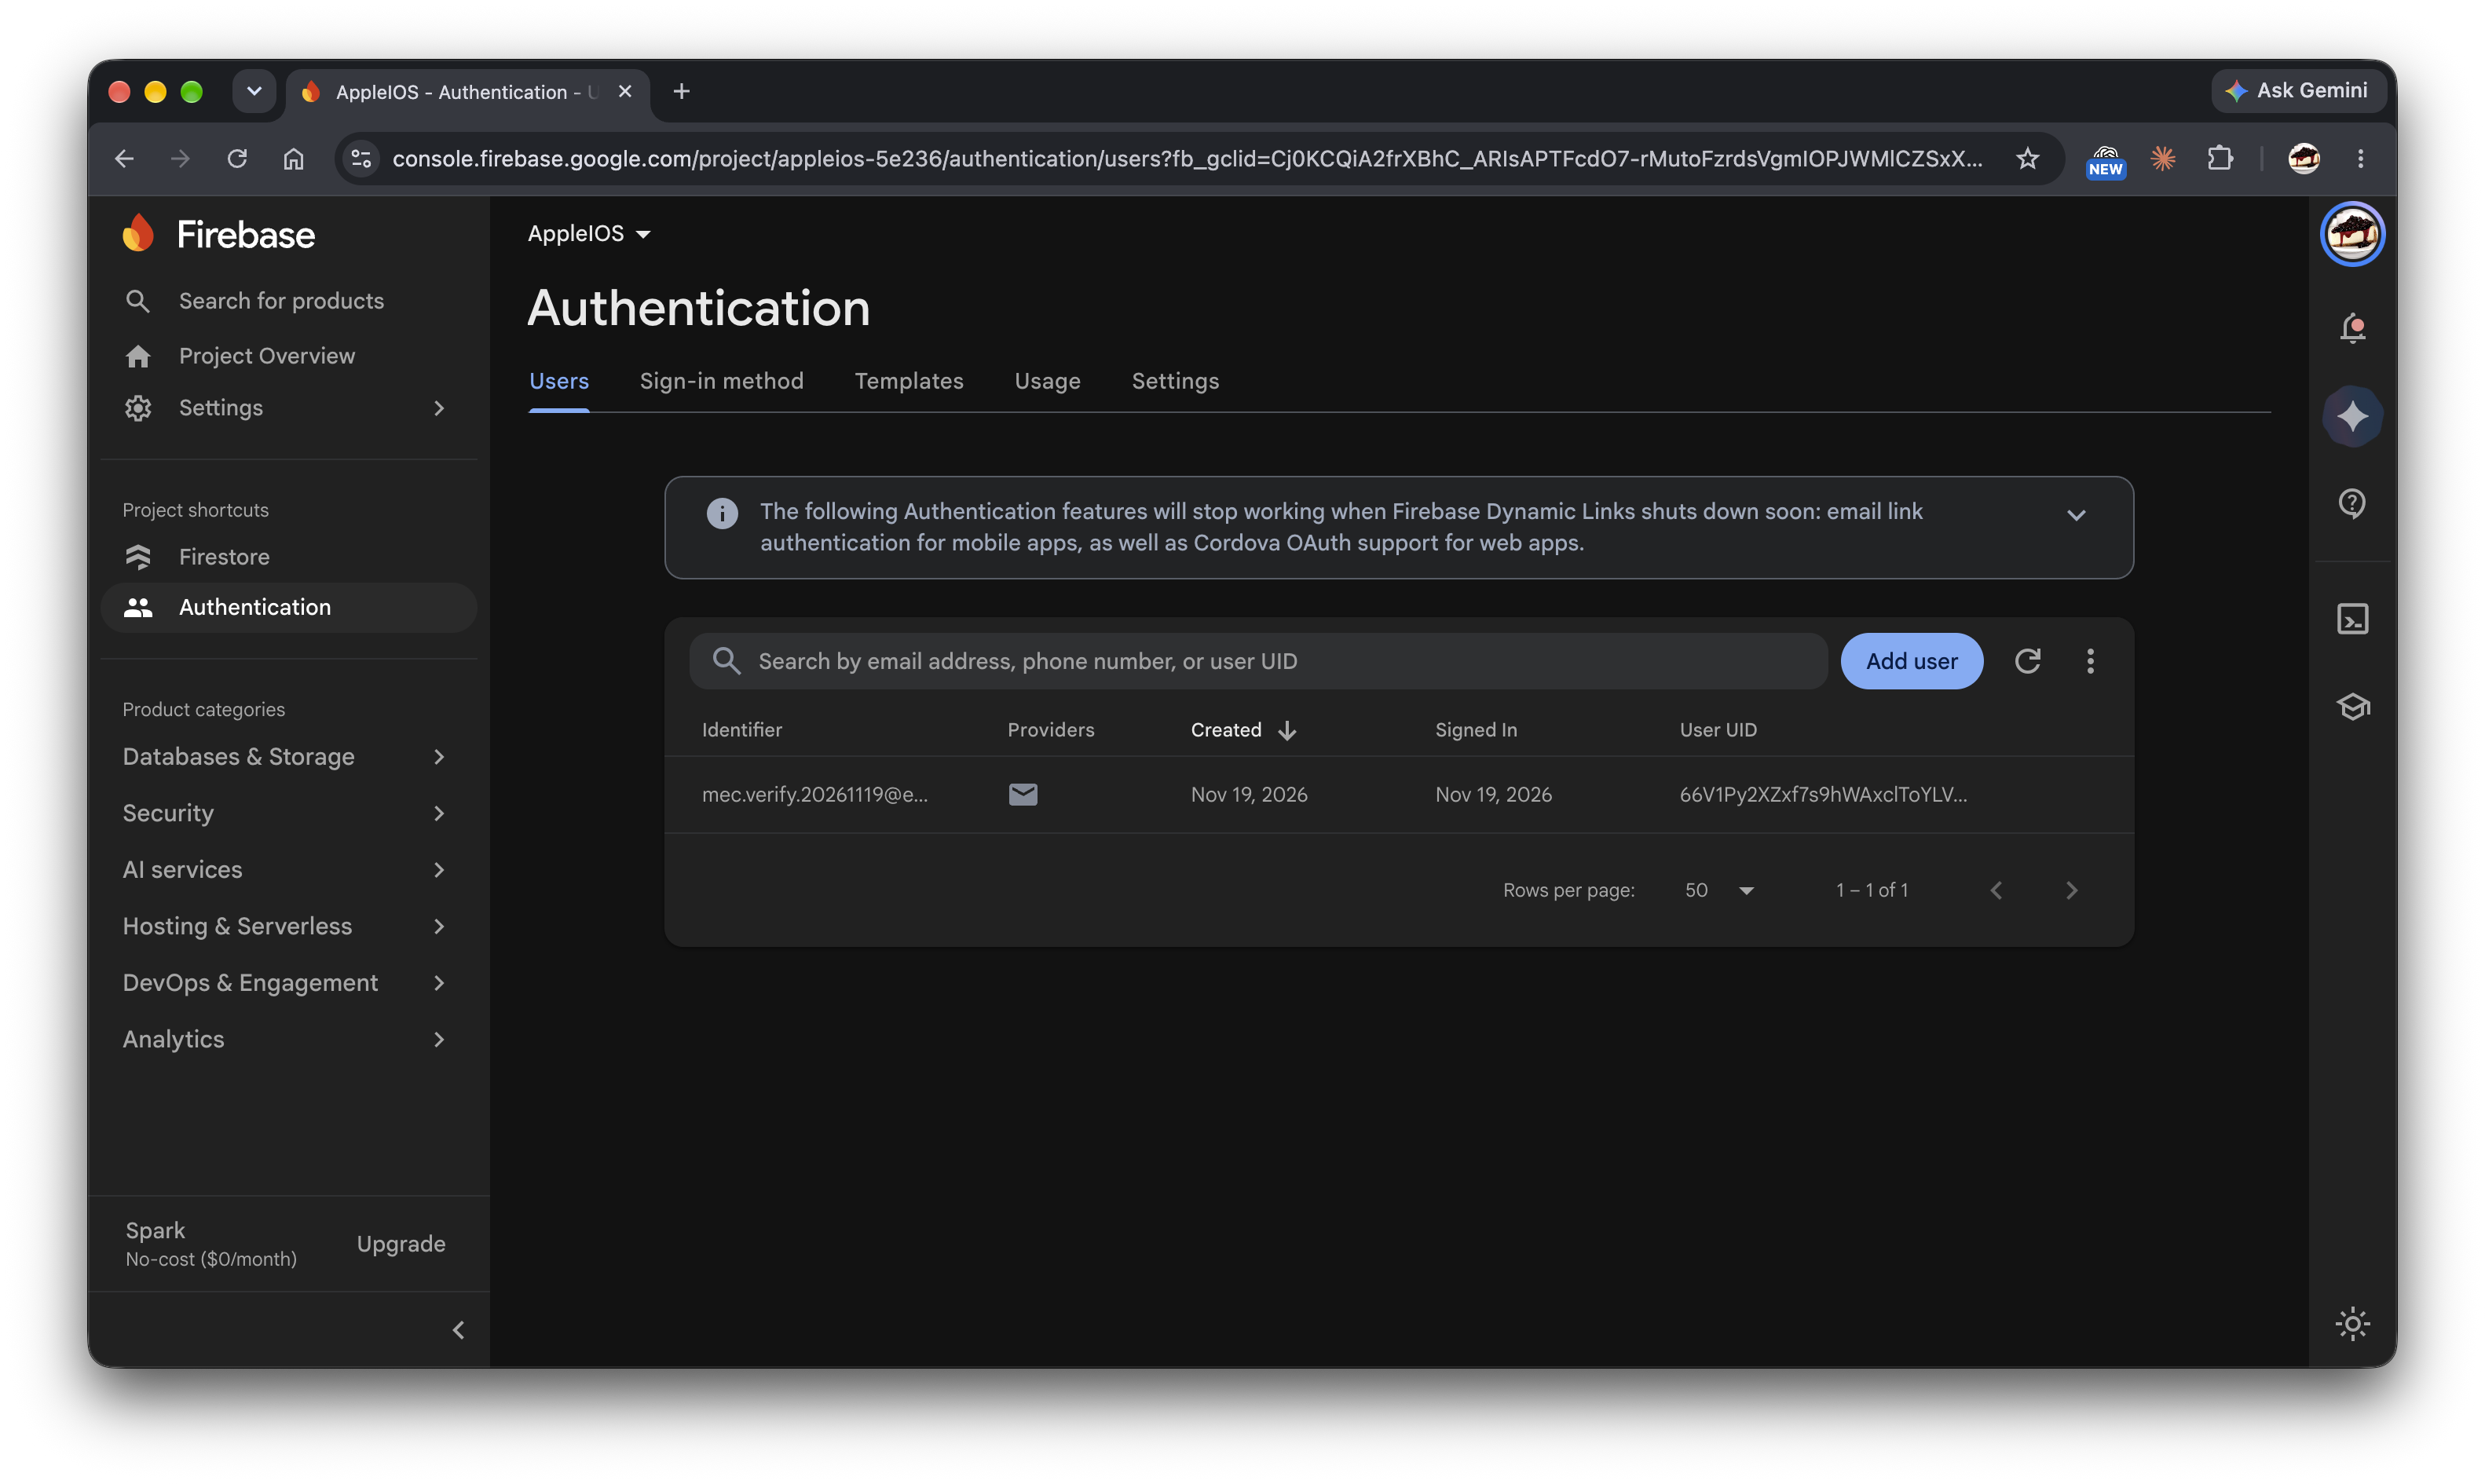 AppleIOS - Authentication - U
Ask Gemini
console.firebase.google.com/project/appleios-5e236/authentication/users?fb_gclid=Cj0KCQiA2frXBhC_ARIsAPTFcdO7-rMutoFzrdsVgmIOPJWMlCZSxX...
NEW
Firebase
Search for products
Project Overview
Settings
Project shortcuts
Firestore
Authentication
Product categories
Databases & Storage
Security
AI services
Hosting & Serverless
DevOps & Engagement
Analytics
Spark
No-cost ($0/month)
Upgrade
AppleIOS
Authentication
Users Sign-in method Templates Usage Settings
The following Authentication features will stop working when Firebase Dynamic Links shuts down soon: email link
authentication for mobile apps, as well as Cordova OAuth support for web apps.
Search by email address, phone number, or user UID
Add user
Identifier Providers Created Signed In User UID
mec.verify.20261119@e... Nov 19, 2026 Nov 19, 2026 66V1Py2XZxf7s9hWAxclToYLV...
Rows per page: 50 1 – 1 of 1